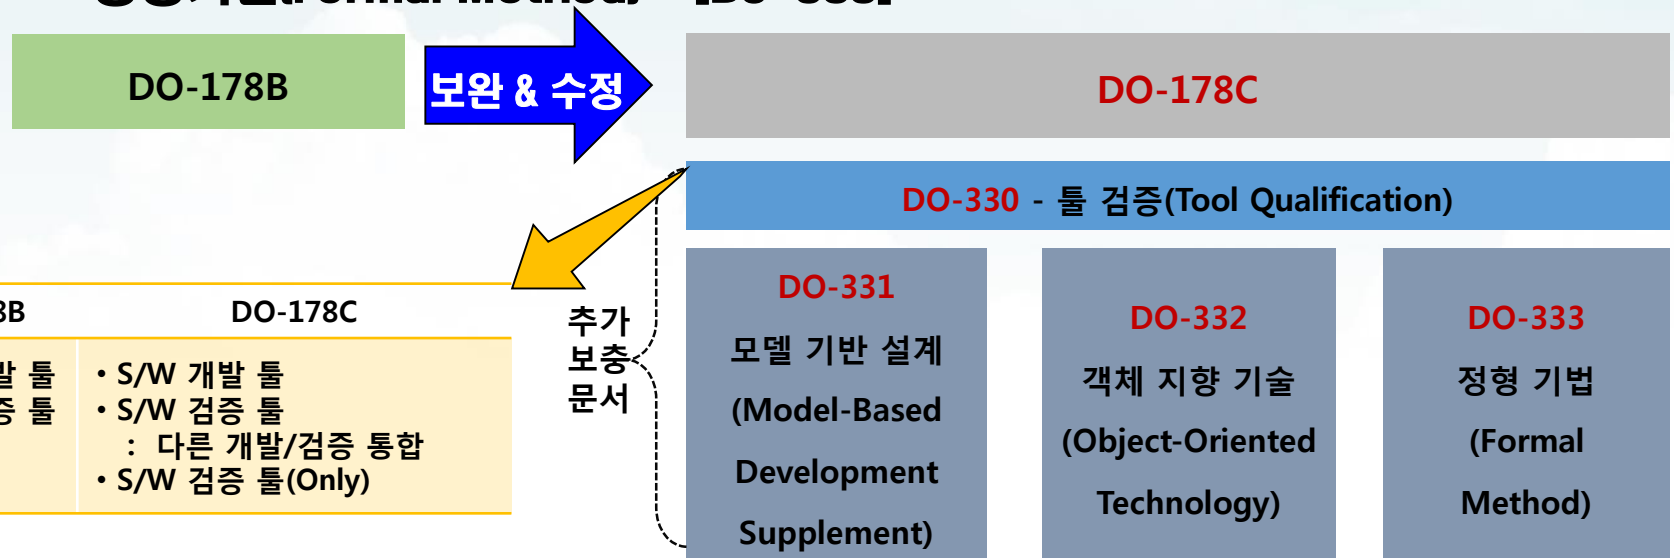 DO-178B
보완 & 수정
DO-178C
DO-330 - 툴 검증(Tool Qualification)
DO-331
모델 기반 설계
(Model-Based
Development
Supplement)
DO-332
객체 지향 기술
(Object-Oriented
Technology)
DO-333
정형 기법
(Formal
Method)
추가
보충
문서
DO-178C
툴
툴
• S/W 개발 툴
• S/W 검증 툴
: 다른 개발/검증 통합
• S/W 검증 툴(Only)